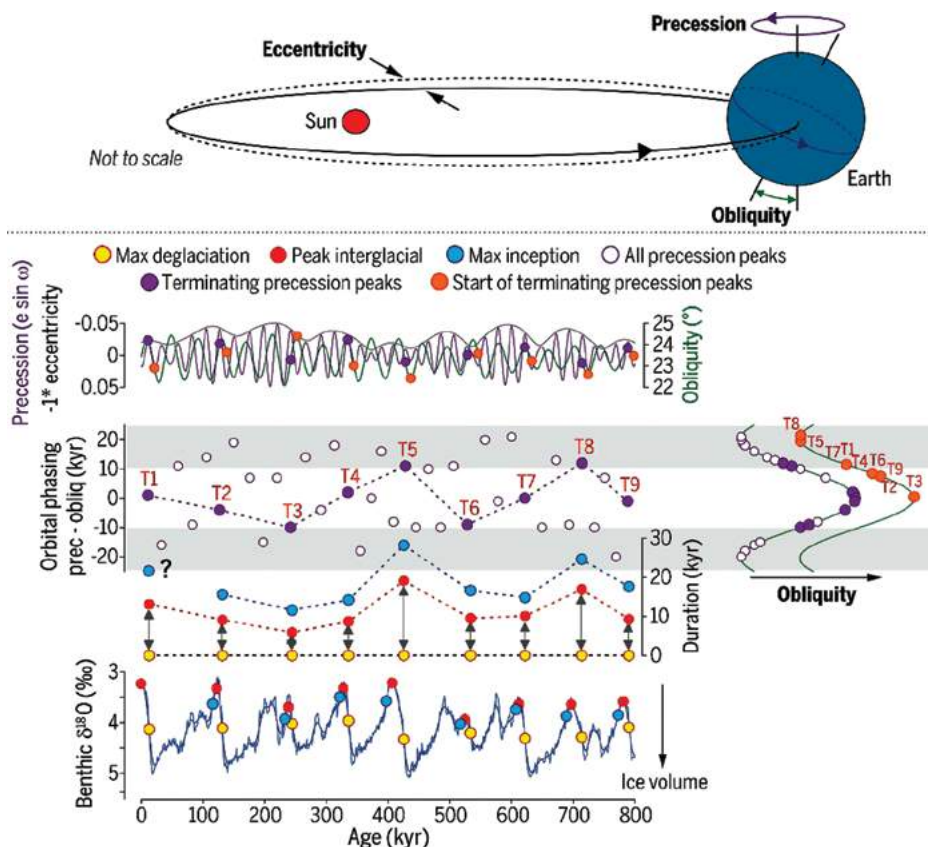 Precession
Eccentricity
Sun
Not to scale
Earth
Obliquity
Max deglaciation
Peak interglacial
Max inception
All precession peaks
Terminating precession peaks
Start of terminating precession peaks
Precession (e sin ω)
-1* eccentricity
-0.05
0
0.05
25
24
23
22
Obliquity (°)
Orbital phasing
prec - obliq (kyr)
20
10
0
-10
-20
T1
T2
T3
T4
T5
T6
T7
T8
T9
?
30
20
10
0
Duration (kyr)
T8
T5
T7
T1
T4
T6
T9
T2
T3
Obliquity
Benthic δ18O (‰)
3
4
5
Ice volume
0 100 200 300 400 500 600 700 800
Age (kyr)